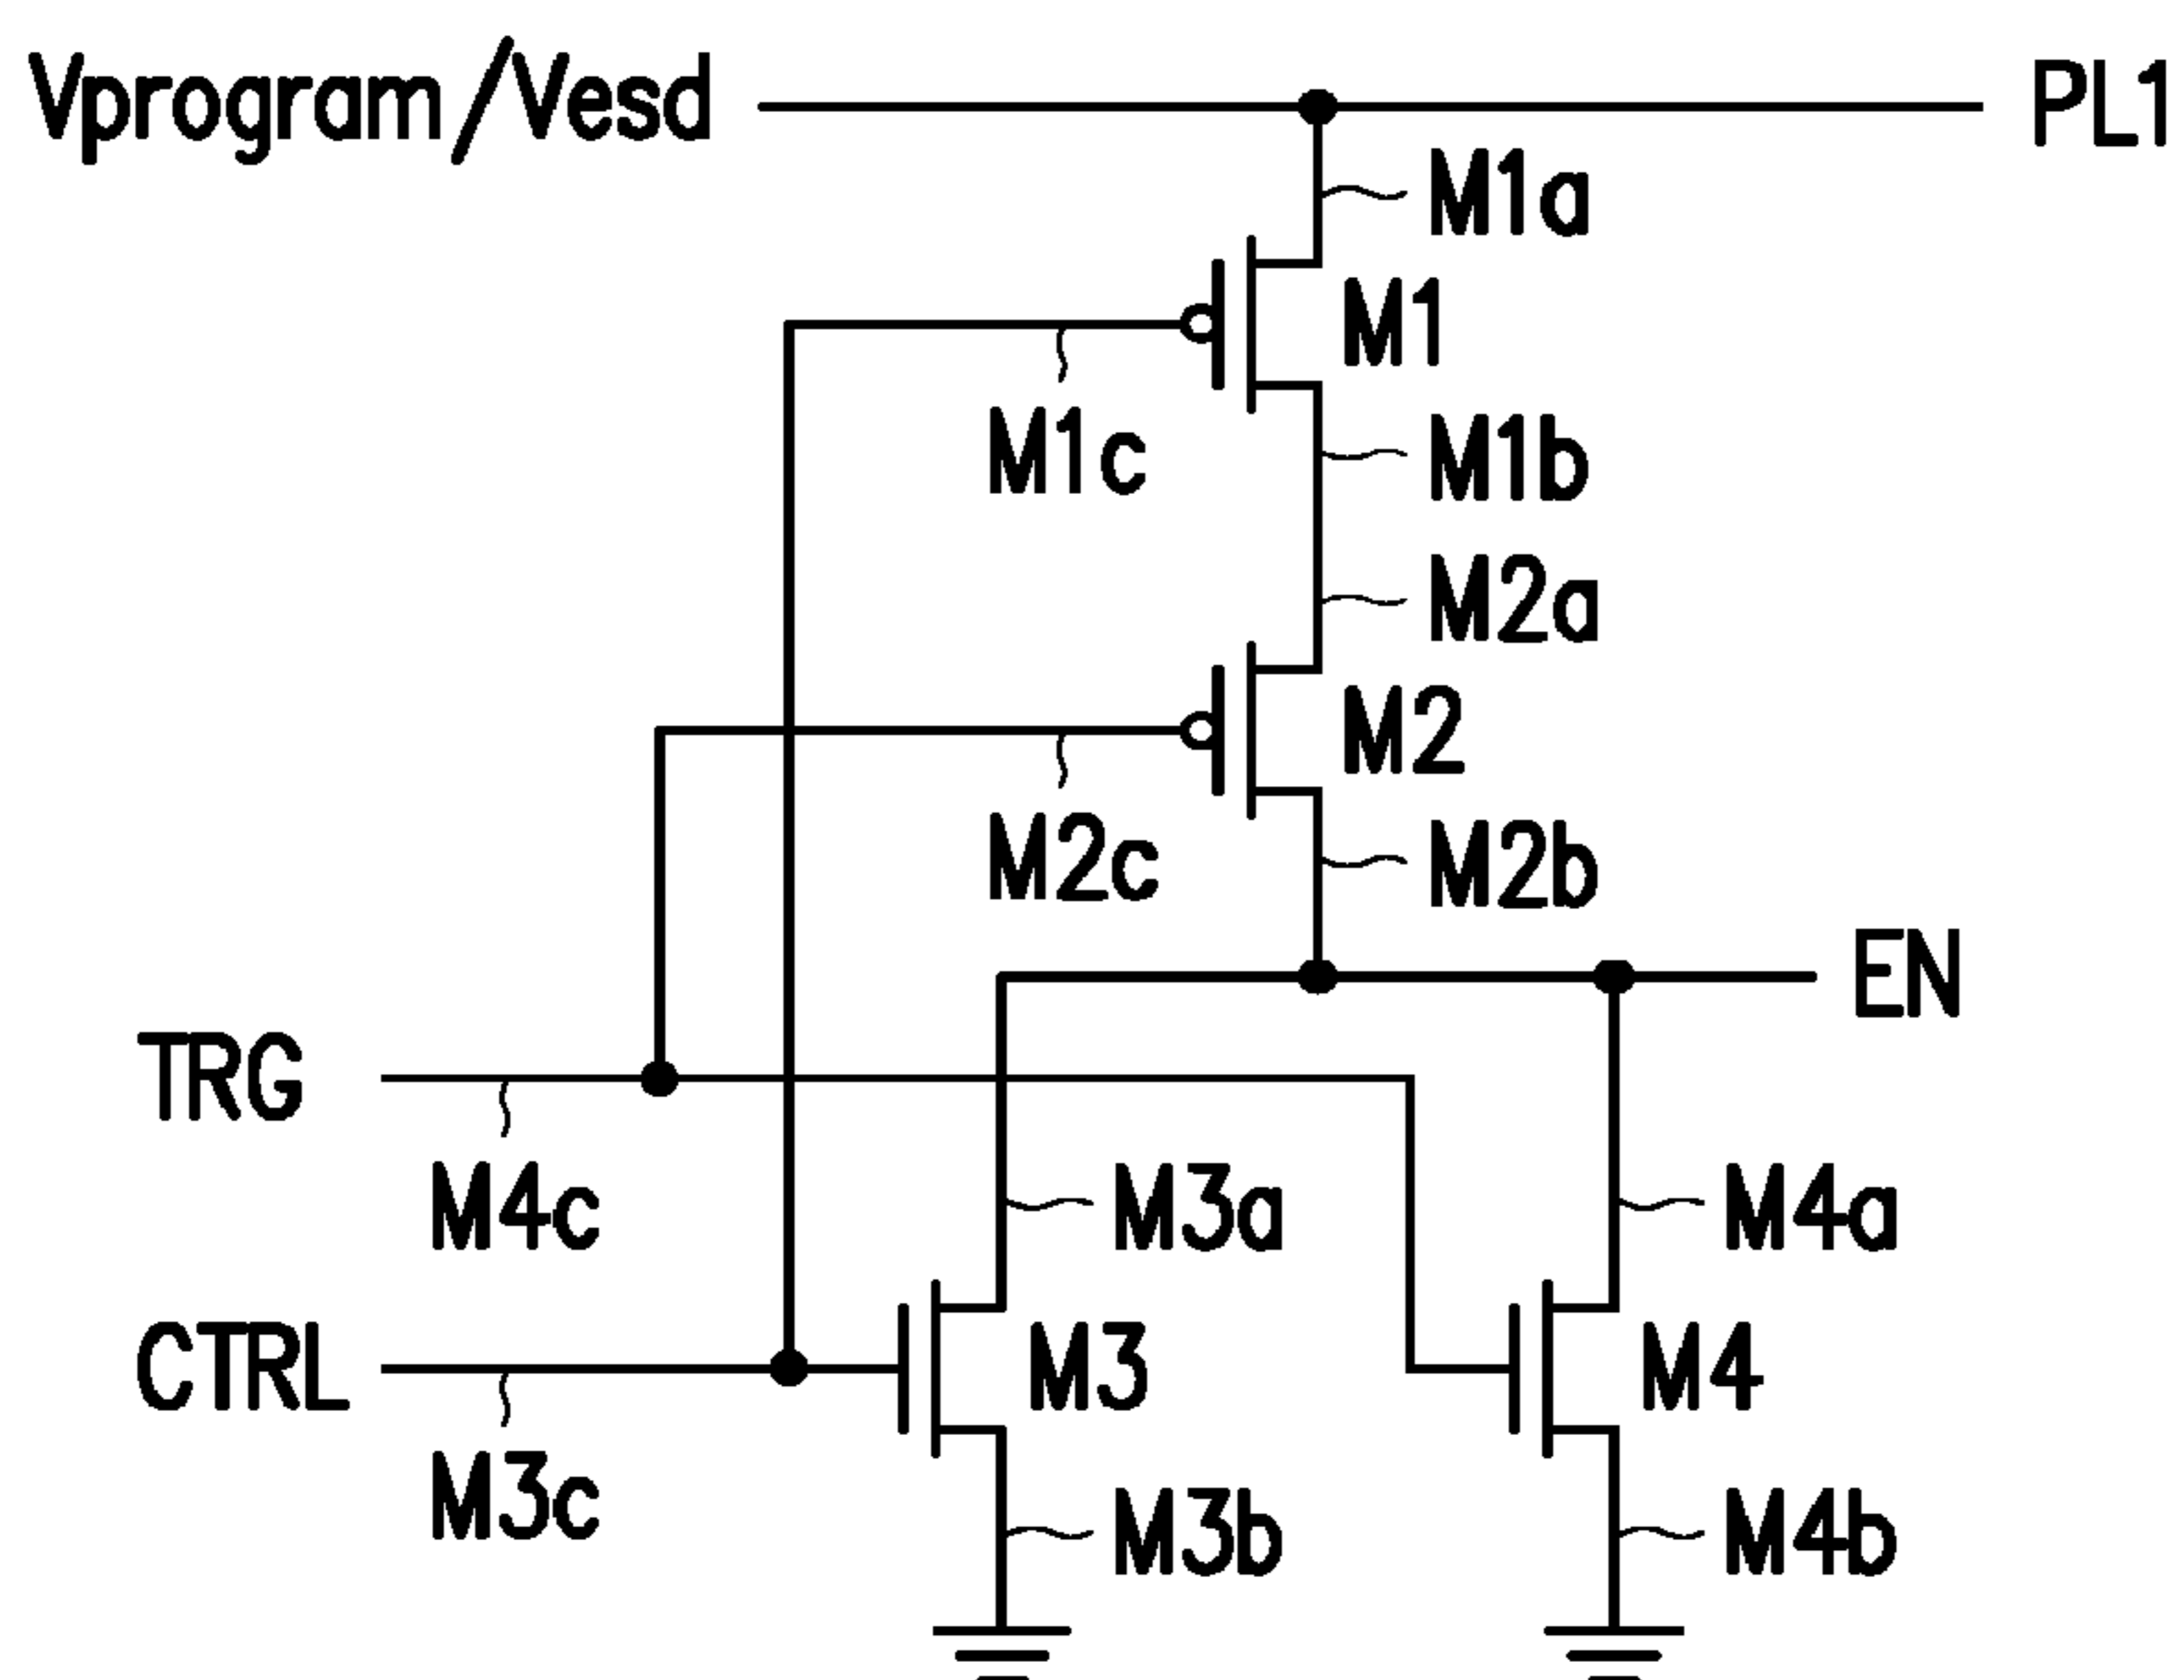 Vprogram/Vesd
PL1
M1a
M1
M1c
M1b
M2a
M2
M2c
M2b
EN
TRG
M4c
M3a
M4a
CTRL
M3
M4
M3c
M3b
M4b